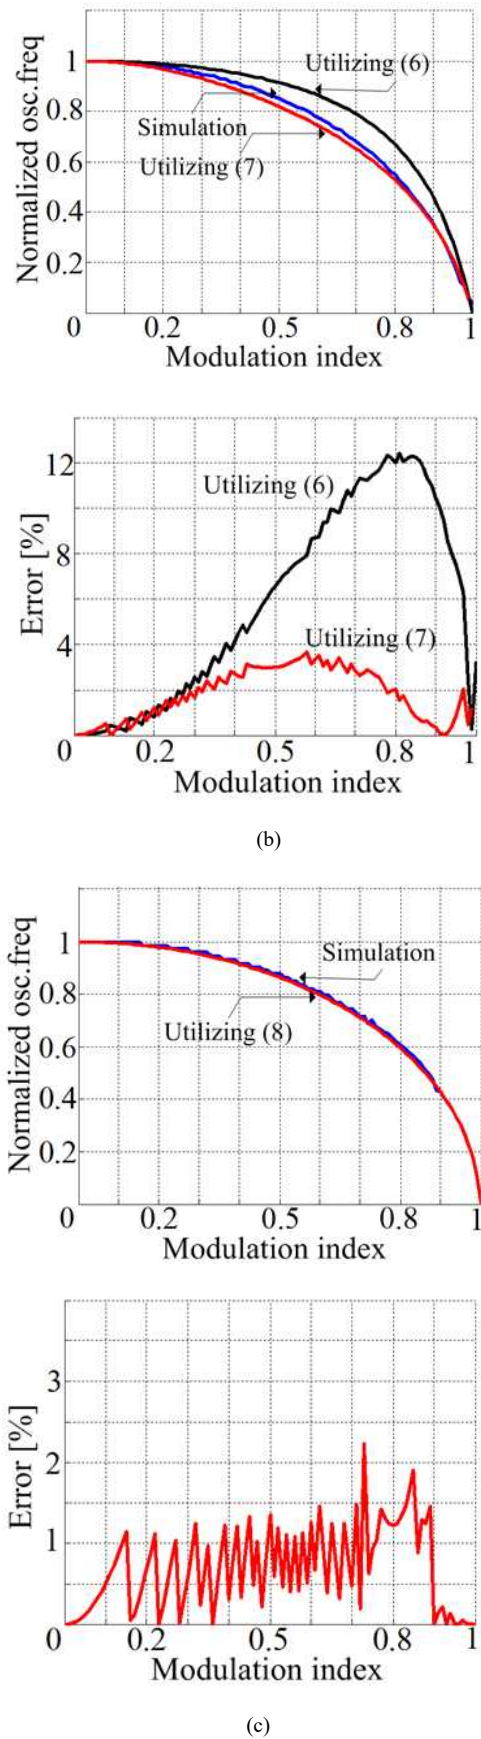 Normalized osc.freq
1
0.8
0.6
0.4
0.2
Utilizing (6)
Simulation
Utilizing (7)
0 0.2 0.5 0.8 1
Modulation index
Error [%]
12
8
4
Utilizing (6)
Utilizing (7)
0 0.2 0.5 0.8 1
Modulation index
(b)
Normalized osc.freq
1
0.8
0.6
0.4
0.2
Simulation
Utilizing (8)
0 0.2 0.5 0.8 1
Modulation index
Error [%]
3
2
1
0 0.2 0.5 0.8 1
Modulation index
(c)